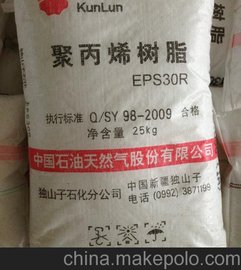 KunLun
聚丙烯树脂
EPS30R
执行标准 Q/SY 98-2009 合格
净含量 25kg
中国石油天然气股份有限公司
独山子石化分公司 中国新疆独山子
电话 (0992) 3871199
china.makepolo.com